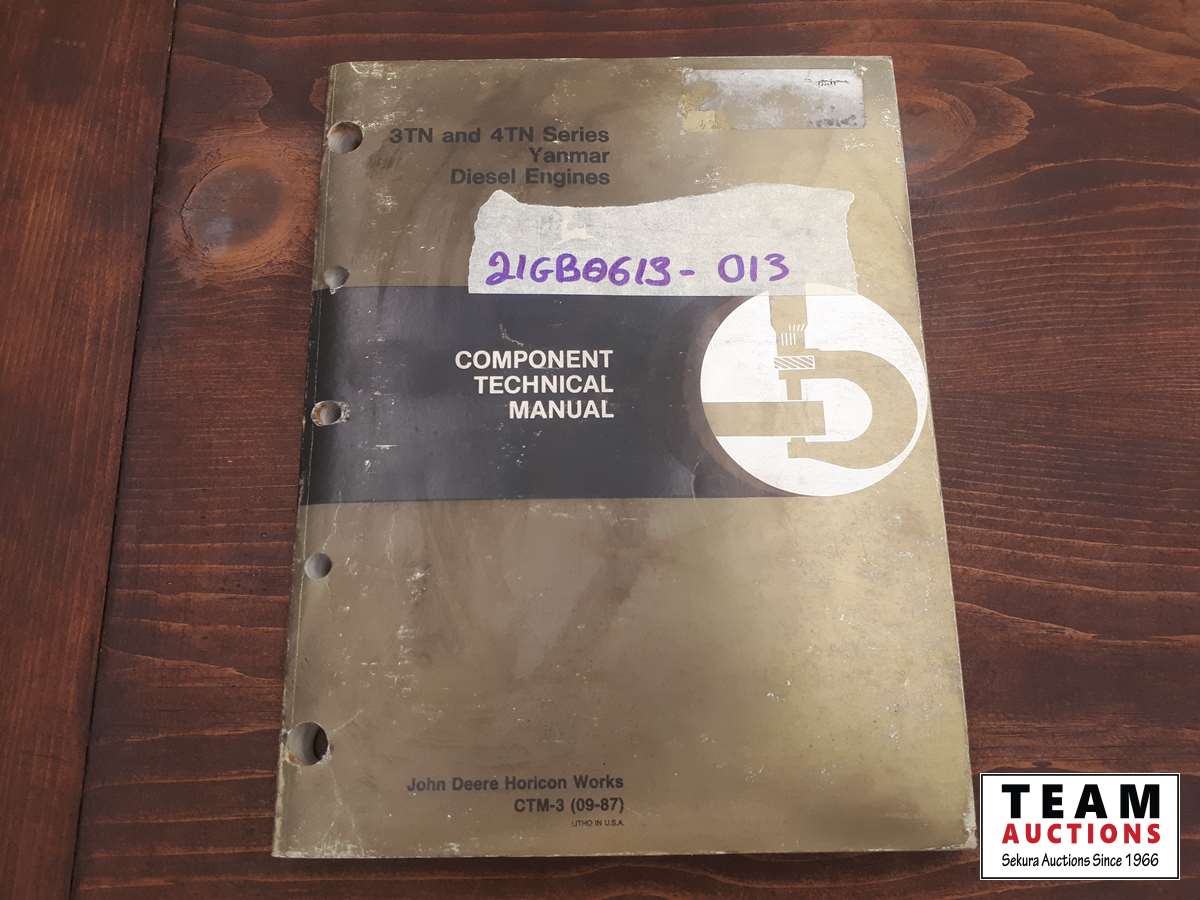 3TN and 4TN Series
Yanmar
Diesel Engines
21GB0613- 013
COMPONENT
TECHNICAL
MANUAL
John Deere Horicon Works
CTM-3 (09-87)
LITHO IN U.S.A.
TEAM
AUCTIONS
Sekura Auctions Since 1966